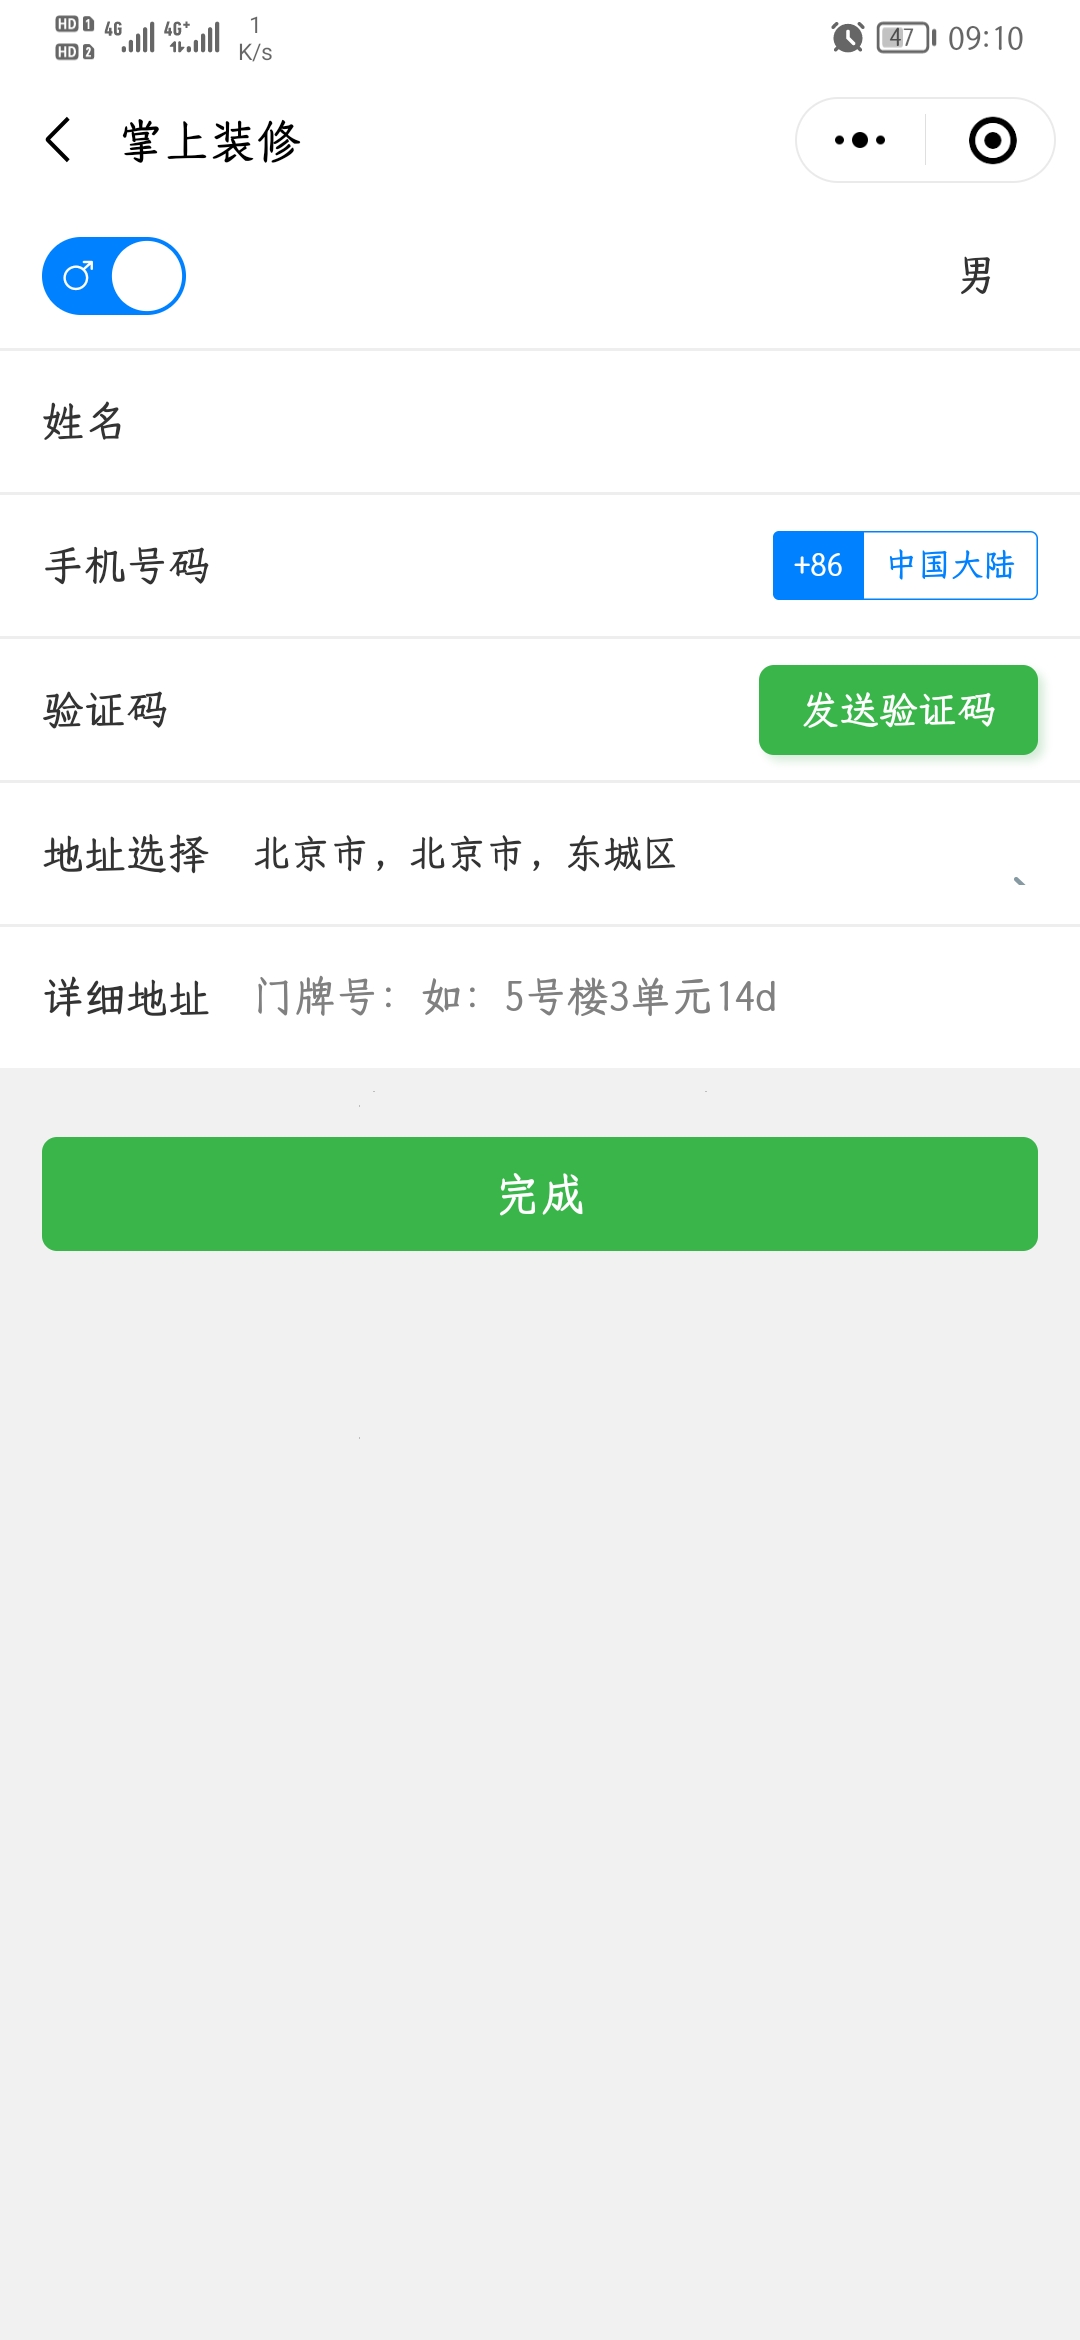 HD 1 4G 4G+ 1 K/s 47 09:10
HD 2
掌上装修
男
姓名
手机号码 +86 中国大陆
验证码 发送验证码
地址选择 北京市，北京市，东城区
详细地址 门牌号：如：5号楼3单元14d
完成